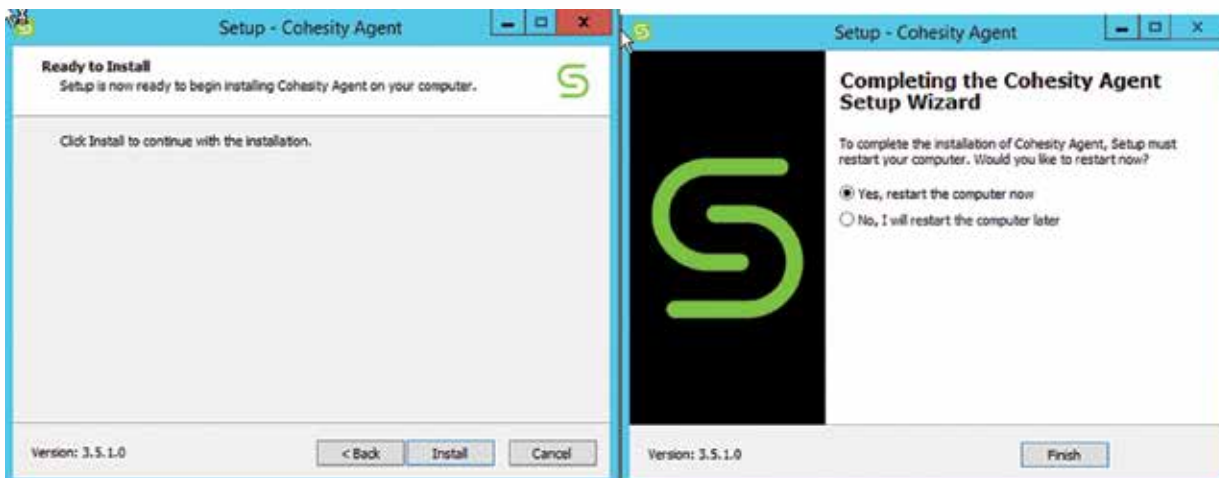 Setup - Cohesity Agent
Ready to Install
Setup is now ready to begin installing Cohesity Agent on your computer.
Click Install to continue with the installation.
Version: 3.5.1.0
< Back
Install
Cancel
Setup - Cohesity Agent
Completing the Cohesity Agent
Setup Wizard
To complete the installation of Cohesity Agent, Setup must
restart your computer. Would you like to restart now?
Yes, restart the computer now
No, I will restart the computer later
Version: 3.5.1.0
Finish